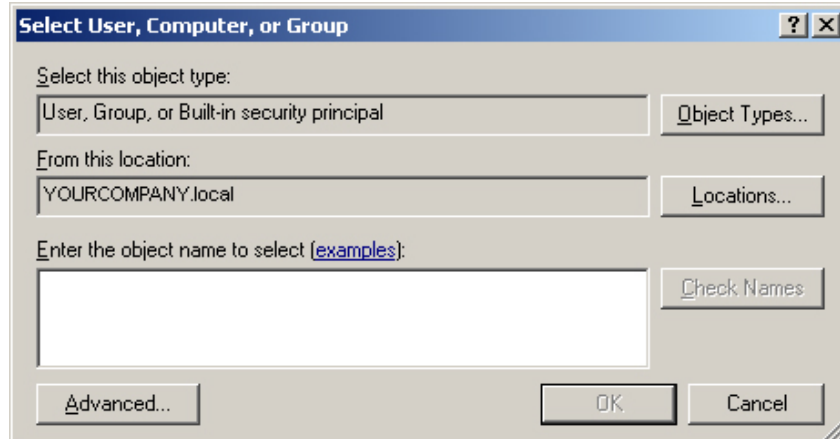 Select User, Computer, or Group
Select this object type:
User, Group, or Built-in security principal
Object Types...
From this location:
YOURCOMPANY.local
Locations...
Enter the object name to select (examples):
Check Names
Advanced...
OK
Cancel